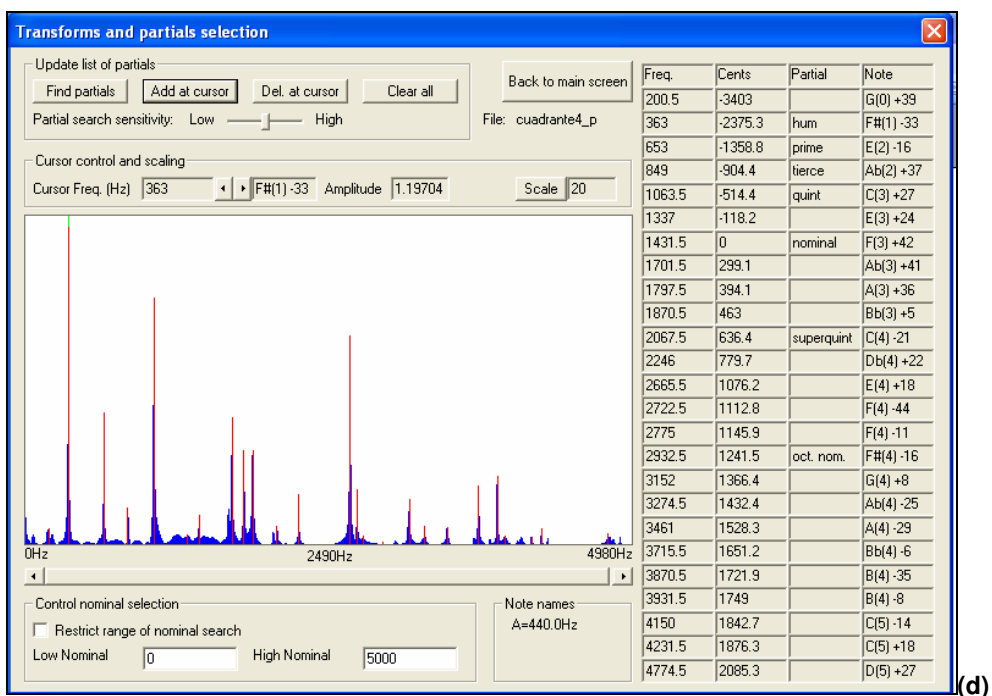 Transforms and partials selection
Update list of partials
Find partials Add at cursor Del. at cursor Clear all
Partial search sensitivity: Low High
Back to main screen
File: cuadrante4_p
Cursor control and scaling
Cursor Freq. (Hz) 363 F#(1) -33 Amplitude 1.19704 Scale 20
0Hz 2490Hz 4980Hz
Control nominal selection
Restrict range of nominal search
Low Nominal 0 High Nominal 5000
Note names
A=440.0Hz
Freq. Cents Partial Note
200.5 -3403 G(0) +39
363 -2375.3 hum F#(1) -33
653 -1358.8 prime E(2) -16
849 -904.4 tierce Ab(2) +37
1063.5 -514.4 quint C(3) +27
1337 -118.2 E(3) +24
1431.5 0 nominal F(3) +42
1701.5 299.1 Ab(3) +41
1797.5 394.1 A(3) +36
1870.5 463 Bb(3) +5
2067.5 636.4 superquint C(4) -21
2246 779.7 Db(4) +22
2665.5 1076.2 E(4) +18
2722.5 1112.8 F(4) -44
2775 1145.9 F(4) -11
2932.5 1241.5 oct. nom. F#(4) -16
3152 1366.4 G(4) +8
3274.5 1432.4 Ab(4) -25
3461 1528.3 A(4) -29
3715.5 1651.2 Bb(4) -6
3870.5 1721.9 B(4) -35
3931.5 1749 B(4) -8
4150 1842.7 C(5) -14
4231.5 1876.3 C(5) +18
4774.5 2085.3 D(5) +27
(d)